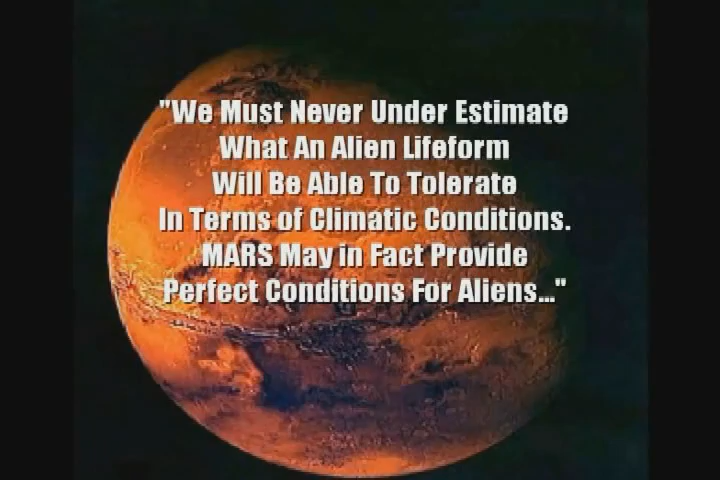 "We Must Never Under Estimate
What An Alien Lifeform
Will Be Able To Tolerate
In Terms of Climatic Conditions.
MARS May in Fact Provide
Perfect Conditions For Aliens..."